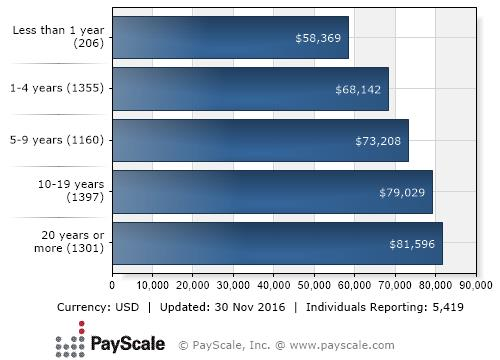 Less than 1 year
(206)
$58,369
1-4 years (1355)
$68,142
5-9 years (1160)
$73,208
10-19 years
(1397)
$79,029
20 years or
more (1301)
$81,596
0 10,000 20,000 30,000 40,000 50,000 60,000 70,000 80,000 90,000
Currency: USD | Updated: 30 Nov 2016 | Individuals Reporting: 5,419
PayScale © PayScale, Inc. @ www.payscale.com